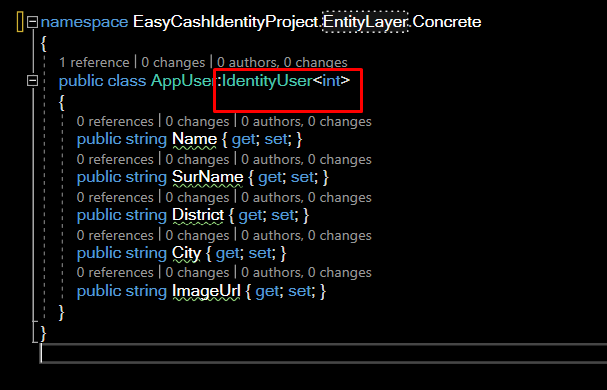 namespace EasyCashIdentityProject.EntityLayer.Concrete
{
1 reference | 0 changes | 0 authors, 0 changes
public class AppUser:IdentityUser<int>
{
0 references | 0 changes | 0 authors, 0 changes
public string Name { get; set; }
0 references | 0 changes | 0 authors, 0 changes
public string SurName { get; set; }
0 references | 0 changes | 0 authors, 0 changes
public string District { get; set; }
0 references | 0 changes | 0 authors, 0 changes
public string City { get; set; }
0 references | 0 changes | 0 authors, 0 changes
public string ImageUrl { get; set; }
}
}